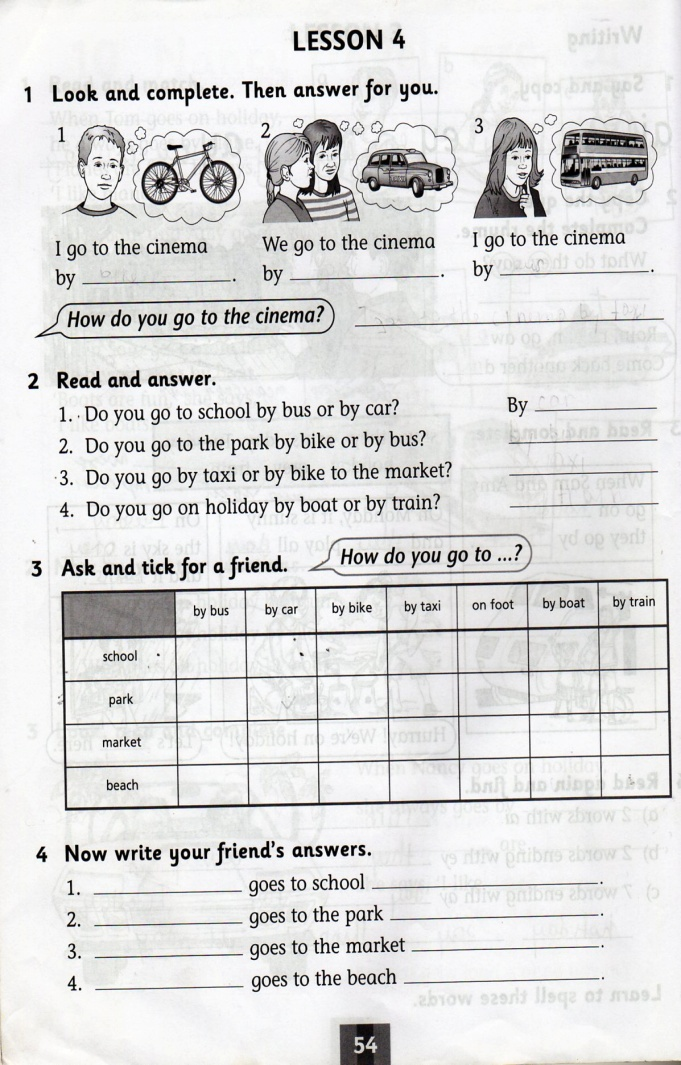 LESSON 4
1 Look and complete. Then answer for you.
1
2
3
I go to the cinema
by ____________.
We go to the cinema
by ____________.
I go to the cinema
by ____________.
How do you go to the cinema?
2 Read and answer.
1. Do you go to school by bus or by car? By ____________
2. Do you go to the park by bike or by bus? ____________
3. Do you go by taxi or by bike to the market? ____________
4. Do you go on holiday by boat or by train? ____________
3 Ask and tick for a friend.
How do you go to ...?
by bus by car by bike by taxi on foot by boat by train
school
park
market
beach
4 Now write your friend's answers.
1. ____________ goes to school ____________.
2. ____________ goes to the park ____________.
3. ____________ goes to the market ____________.
4. ____________ goes to the beach ____________.
54